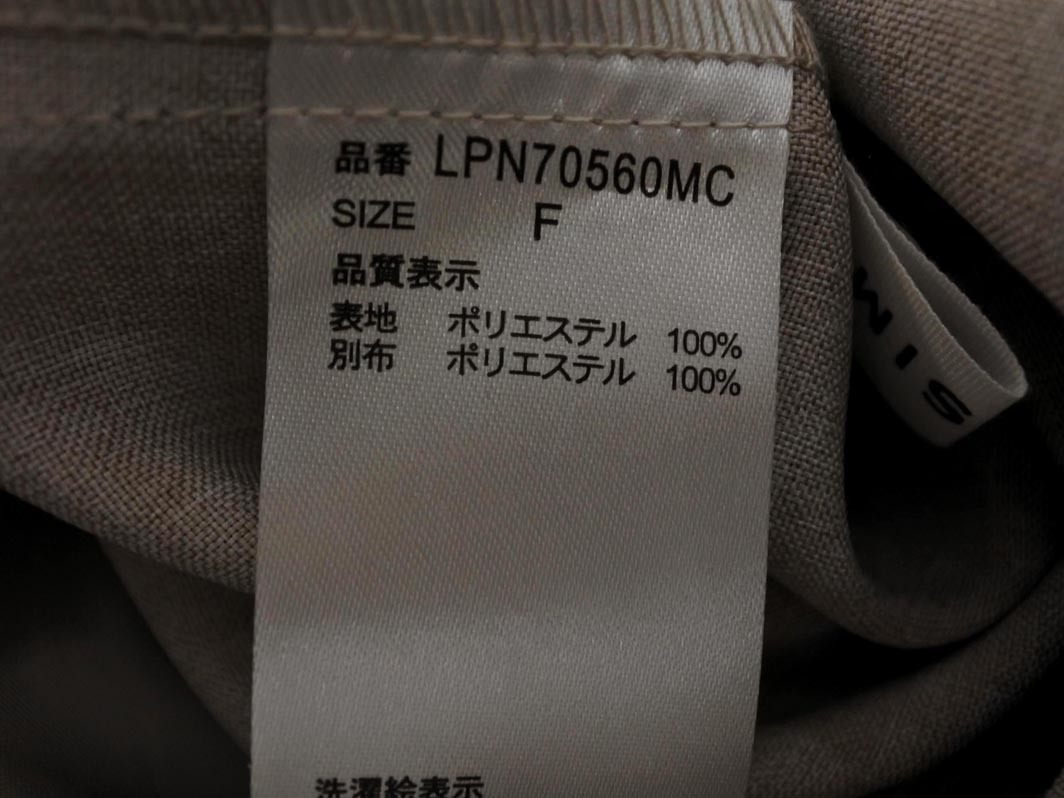 品番 LPN70560MC
SIZE F
品質表示
表地 ポリエステル 100%
別布 ポリエステル 100%
洗濯絵表示